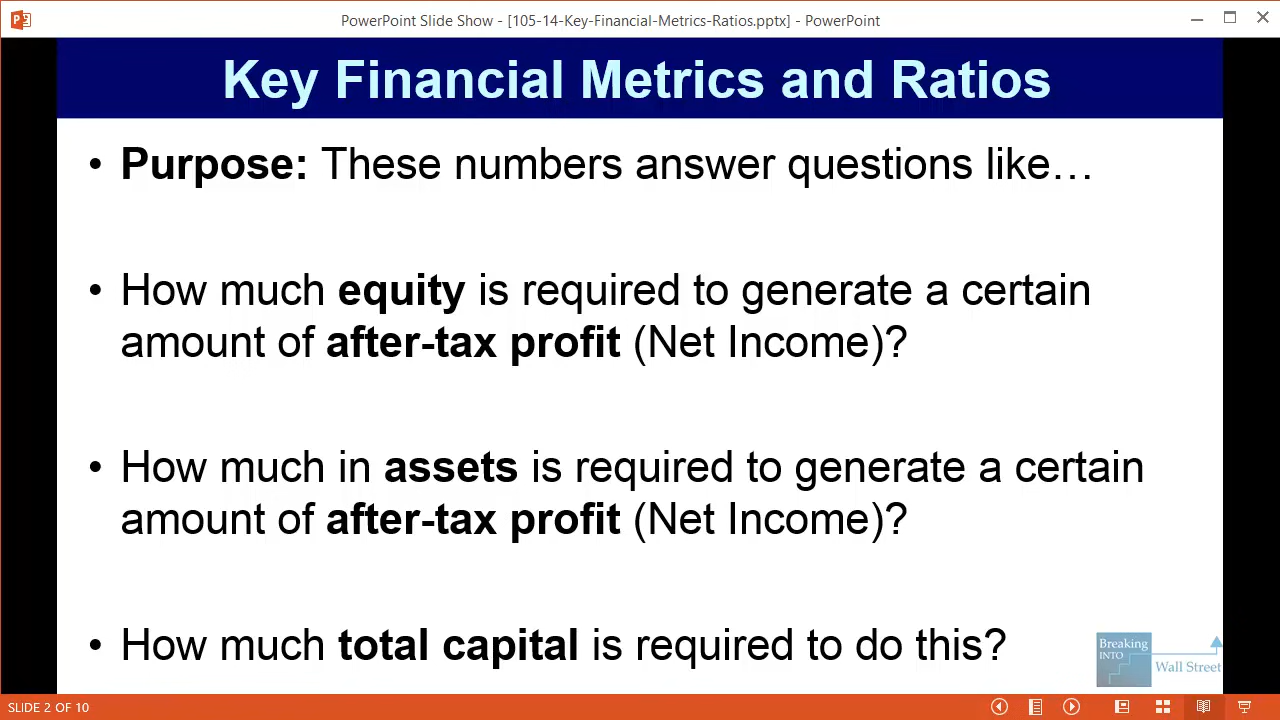 PowerPoint Slide Show - [105-14-Key-Financial-Metrics-Ratios.pptx] - PowerPoint
Key Financial Metrics and Ratios
• Purpose: These numbers answer questions like…
• How much equity is required to generate a certain
amount of after-tax profit (Net Income)?
• How much in assets is required to generate a certain
amount of after-tax profit (Net Income)?
• How much total capital is required to do this?
Breaking
INTO
Wall Street
SLIDE 2 OF 10